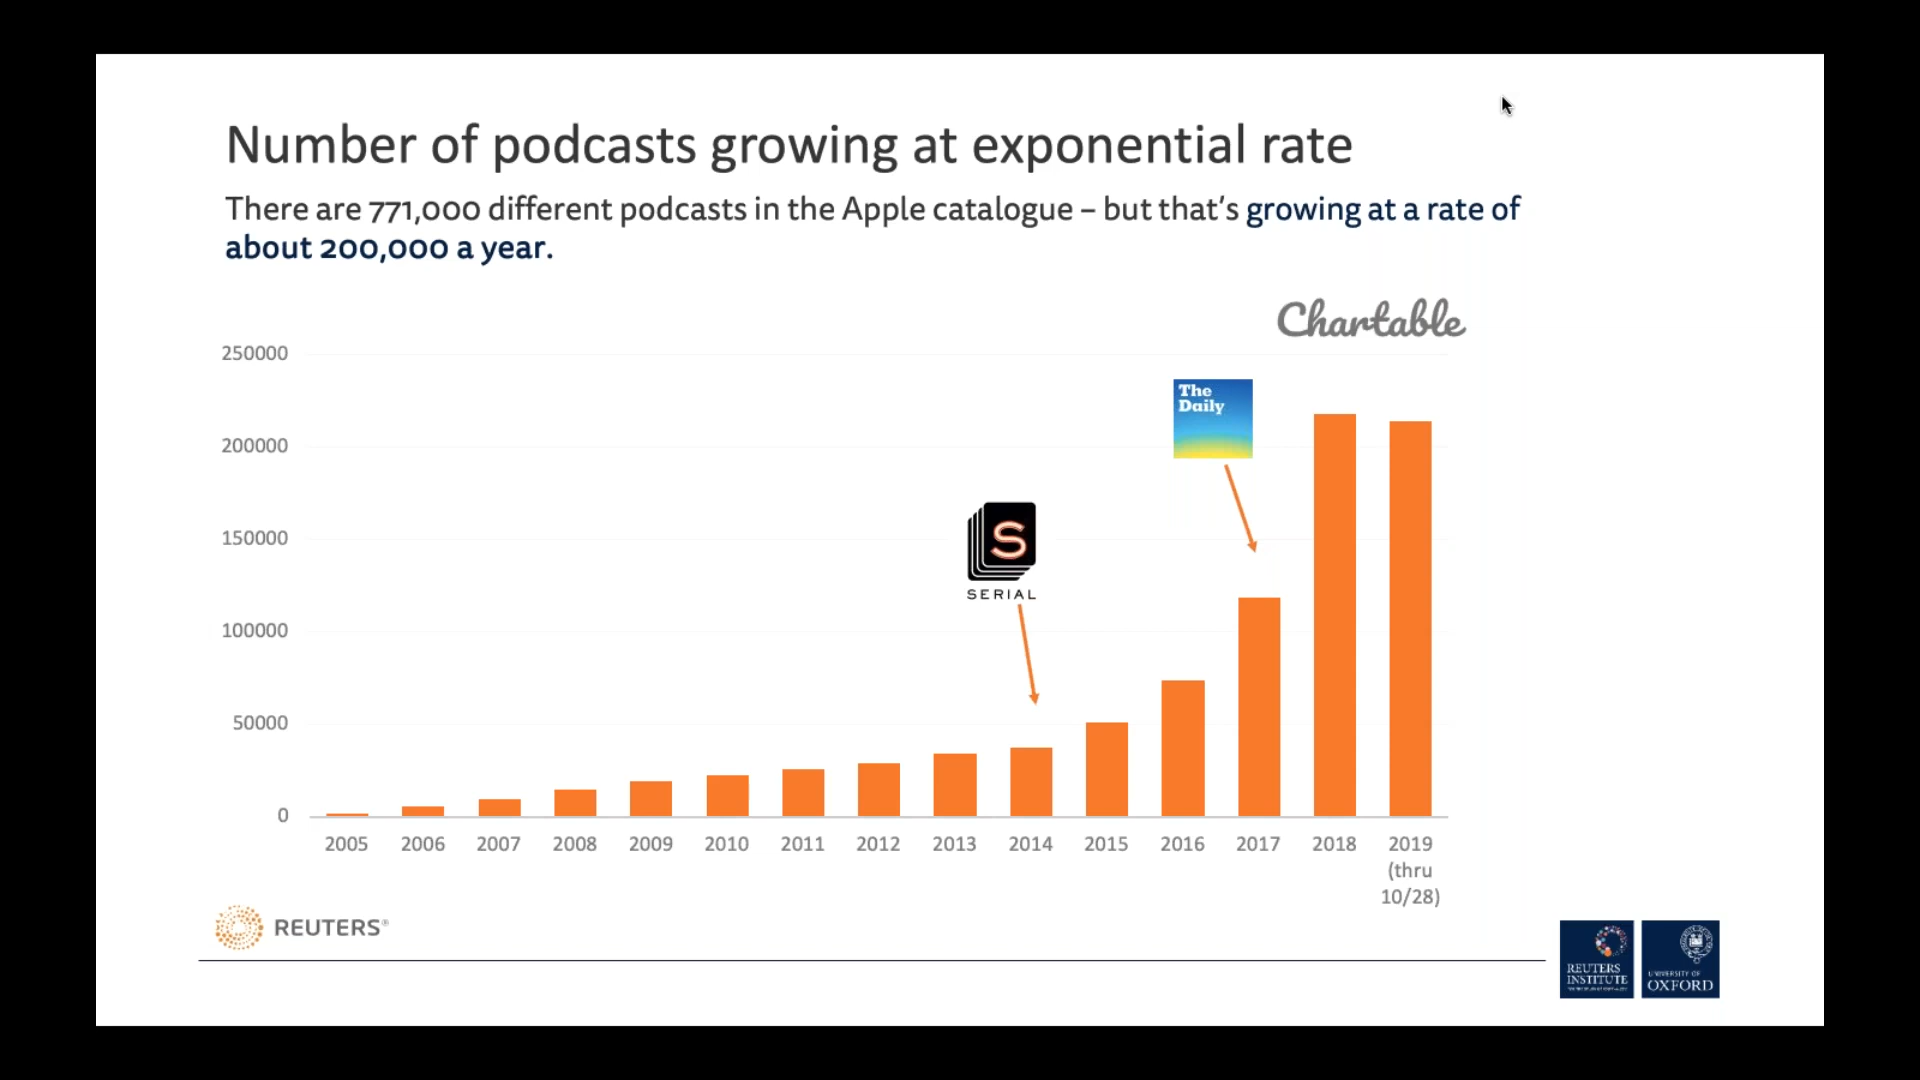 Number of podcasts growing at exponential rate
There are 771,000 different podcasts in the Apple catalogue – but that's growing at a rate of
about 200,000 a year.
Chartable
250000
200000
150000
100000
50000
0
The
Daily
S
SERIAL
2005 2006 2007 2008 2009 2010 2011 2012 2013 2014 2015 2016 2017 2018 2019
(thru
10/28)
REUTERS®
REUTERS
INSTITUTE
UNIVERSITY OF
OXFORD